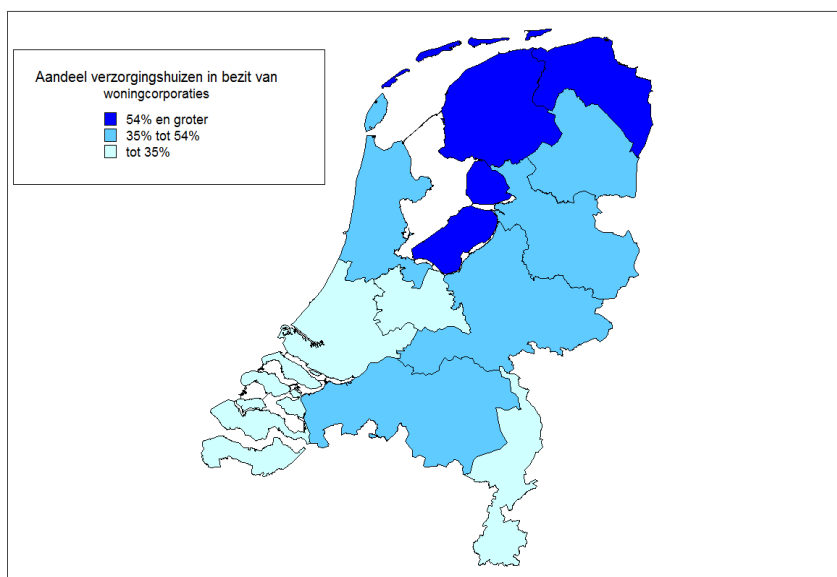 Aandeel verzorgingshuizen in bezit van
woningcorporaties
54% en groter
35% tot 54%
tot 35%